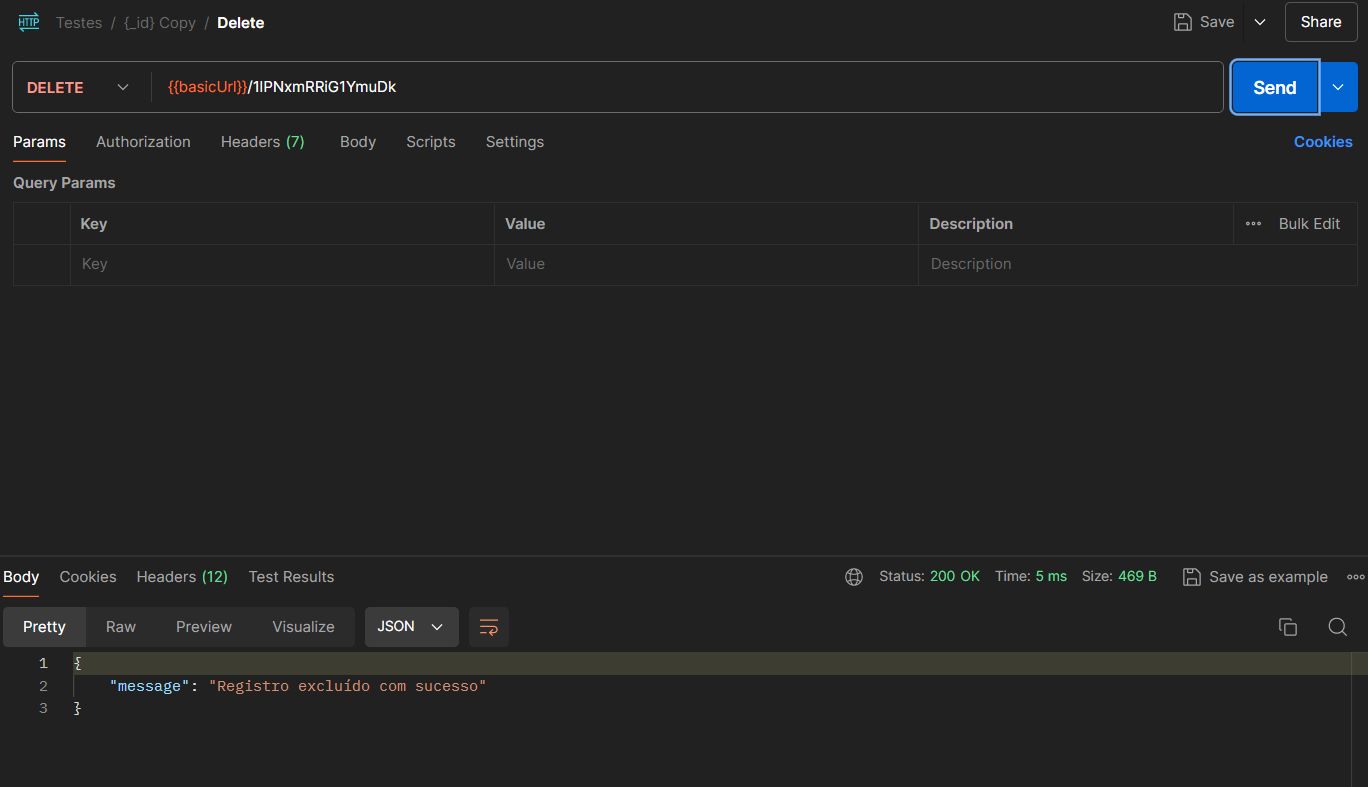 HTTP Testes / {_id} Copy / Delete Save Share
DELETE {{basicUrl}}/1lPNxmRRiG1YmuDk Send
Params Authorization Headers (7) Body Scripts Settings Cookies
Query Params
Key Value Description Bulk Edit
Key Value Description
Body Cookies Headers (12) Test Results Status: 200 OK Time: 5 ms Size: 469 B Save as example
Pretty Raw Preview Visualize JSON
1 {
2 "message": "Registro excluído com sucesso"
3 }